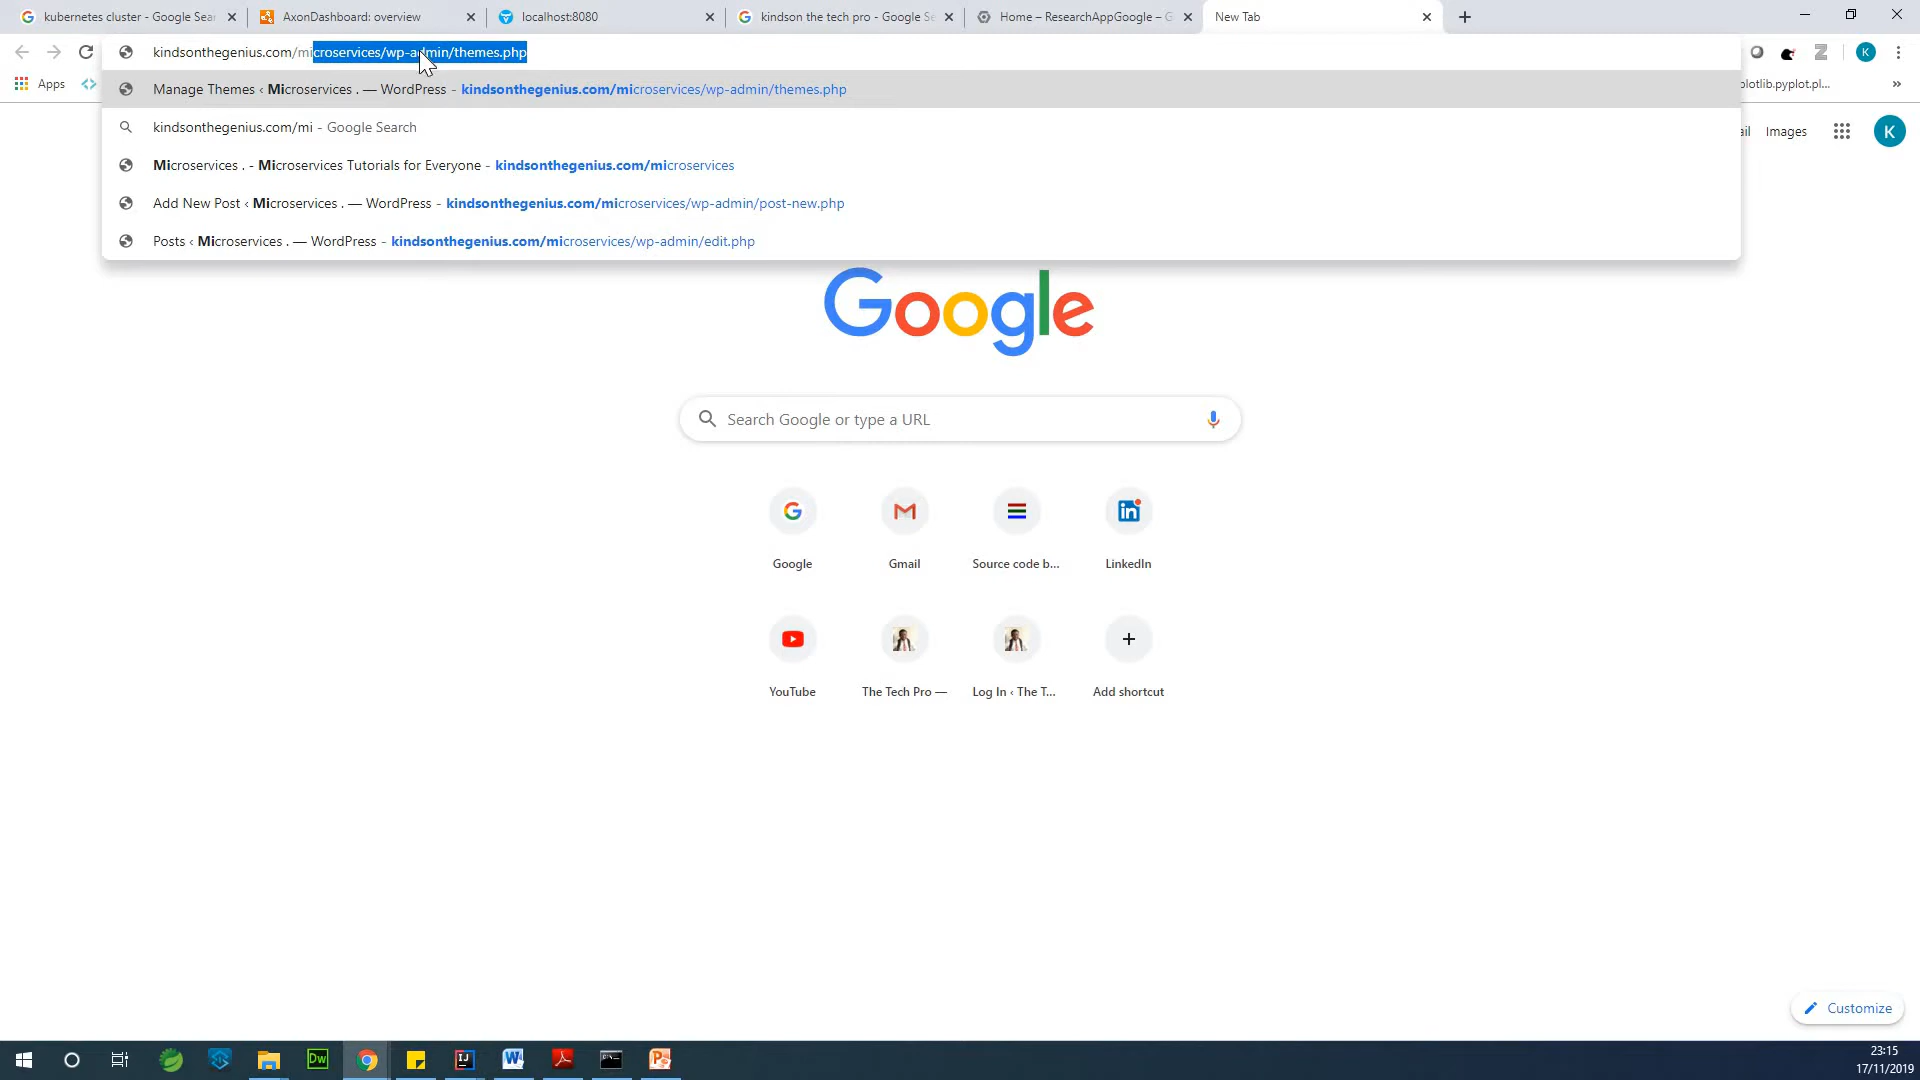 kubernetes cluster - Google Sear
AxonDashboard: overview
localhost:8080
kindson the tech pro - Google Se
Home – ResearchAppGoogle – G
New Tab
kindsonthegenius.com/microservices/wp-admin/themes.php
K
Apps
plotlib.pyplot.pl...
»
Manage Themes ‹ Microservices . — WordPress - kindsonthegenius.com/microservices/wp-admin/themes.php
kindsonthegenius.com/mi - Google Search
Microservices . - Microservices Tutorials for Everyone - kindsonthegenius.com/microservices
Add New Post ‹ Microservices . — WordPress - kindsonthegenius.com/microservices/wp-admin/post-new.php
Posts ‹ Microservices . — WordPress - kindsonthegenius.com/microservices/wp-admin/edit.php
ail
Images
K
Google
Search Google or type a URL
Google
Gmail
Source code b...
LinkedIn
YouTube
The Tech Pro —
Log In ‹ The T...
Add shortcut
Customize
23:15
17/11/2019